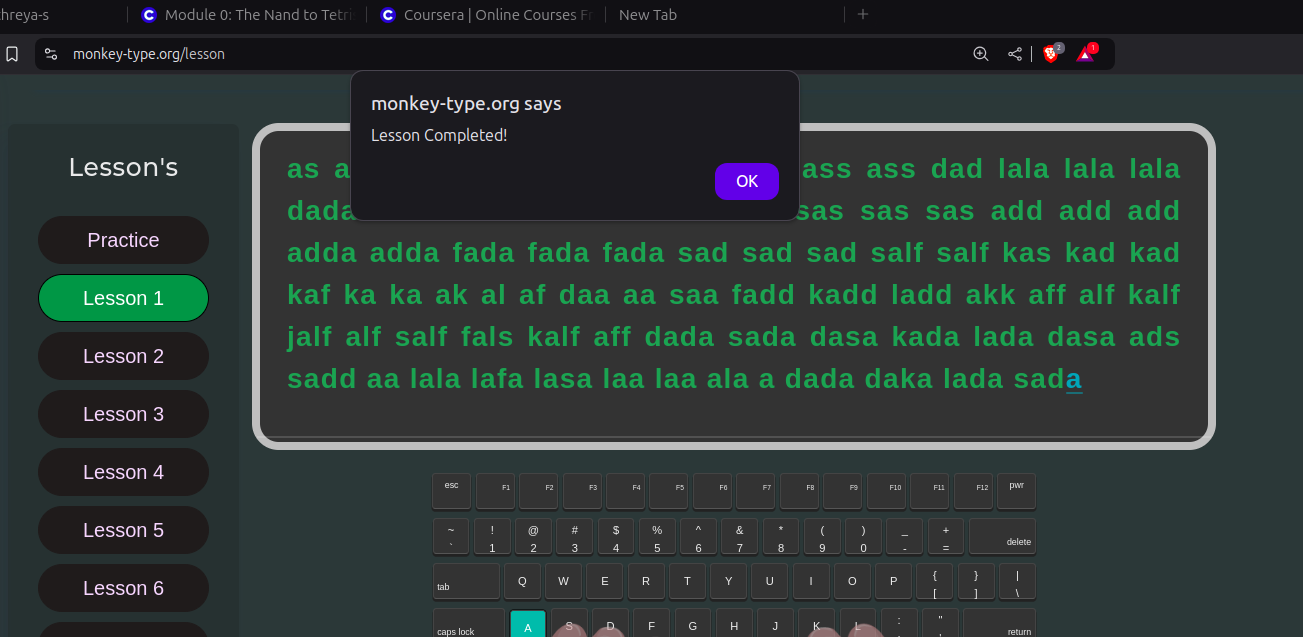 hreya-s
Module 0: The Nand to Tetri
Coursera | Online Courses Fr
New Tab
monkey-type.org/lesson
2
1
monkey-type.org says
Lesson Completed!
OK
Lesson's
Practice
Lesson 1
Lesson 2
Lesson 3
Lesson 4
Lesson 5
Lesson 6
as a ass ass dad lala lala lala
dada sas sas sas add add add
adda adda fada fada fada sad sad sad salf salf kas kad kad
kaf ka ka ak al af daa aa saa fadd kadd ladd akk aff alf kalf
jalf alf salf fals kalf aff dada sada dasa kada lada dasa ads
sadd aa lala lafa lasa laa laa ala a dada daka lada sada
esc F1 F2 F3 F4 F5 F6 F7 F8 F9 F10 F11 F12 pwr
~ ! @ # $ % ^ & * ( ) _ +
` 1 2 3 4 5 6 7 8 9 0 - = delete
tab Q W E R T Y U I O P { } |
[ ] \
caps lock A S D F G H J K L : " return